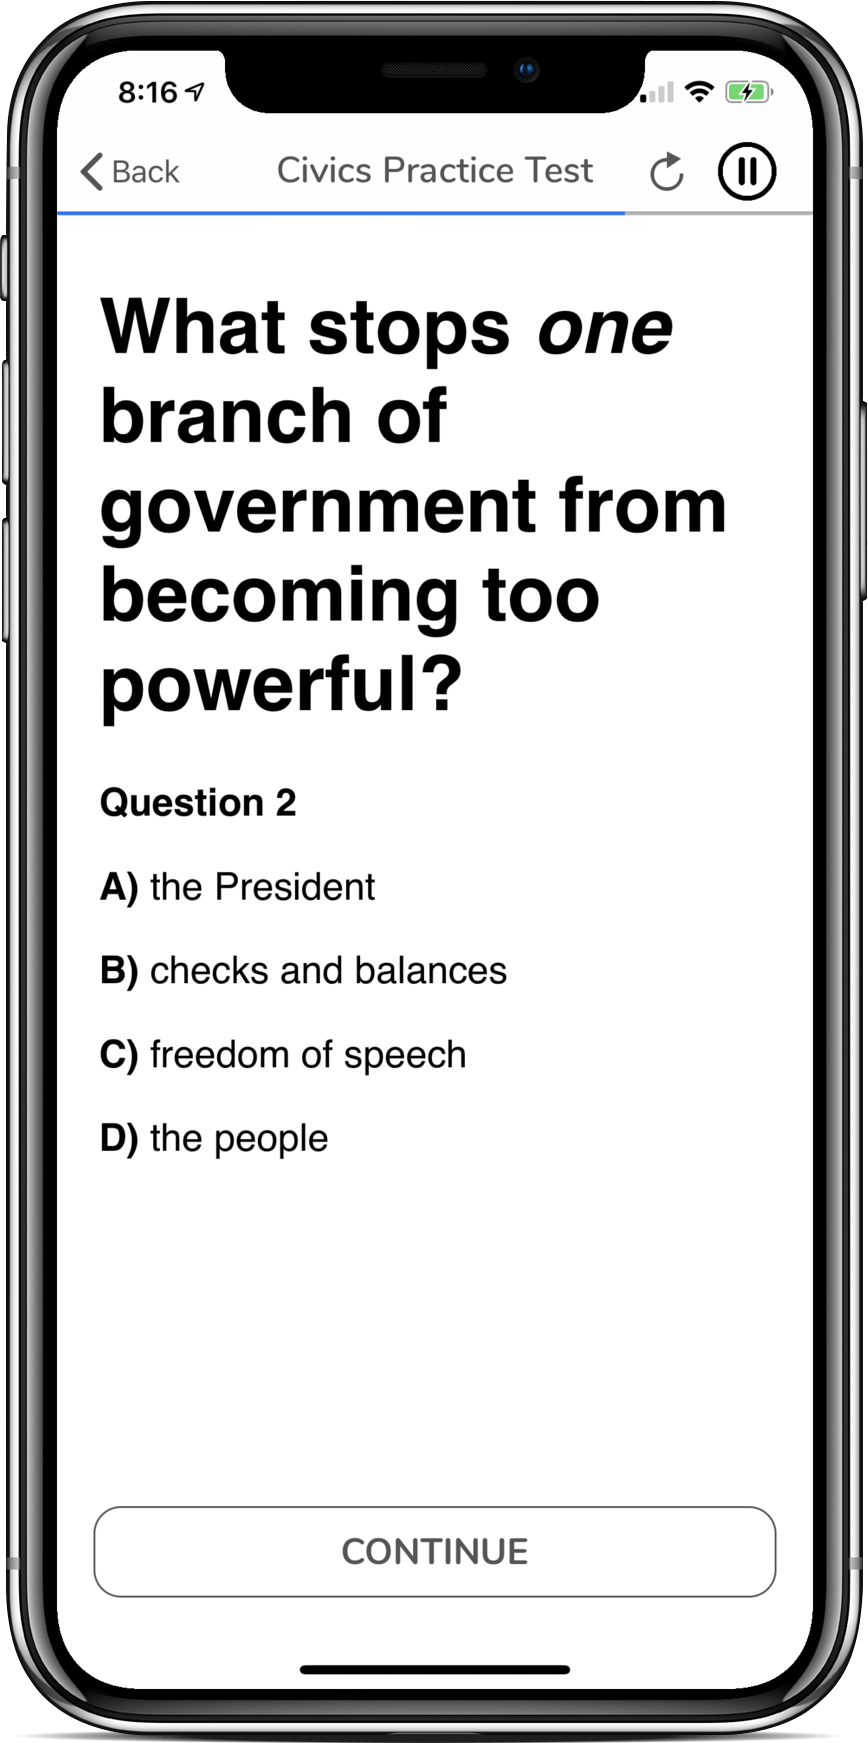 8:16
Back
Civics Practice Test
What stops one
branch of
government from
becoming too
powerful?
Question 2
A) the President
B) checks and balances
C) freedom of speech
D) the people
CONTINUE